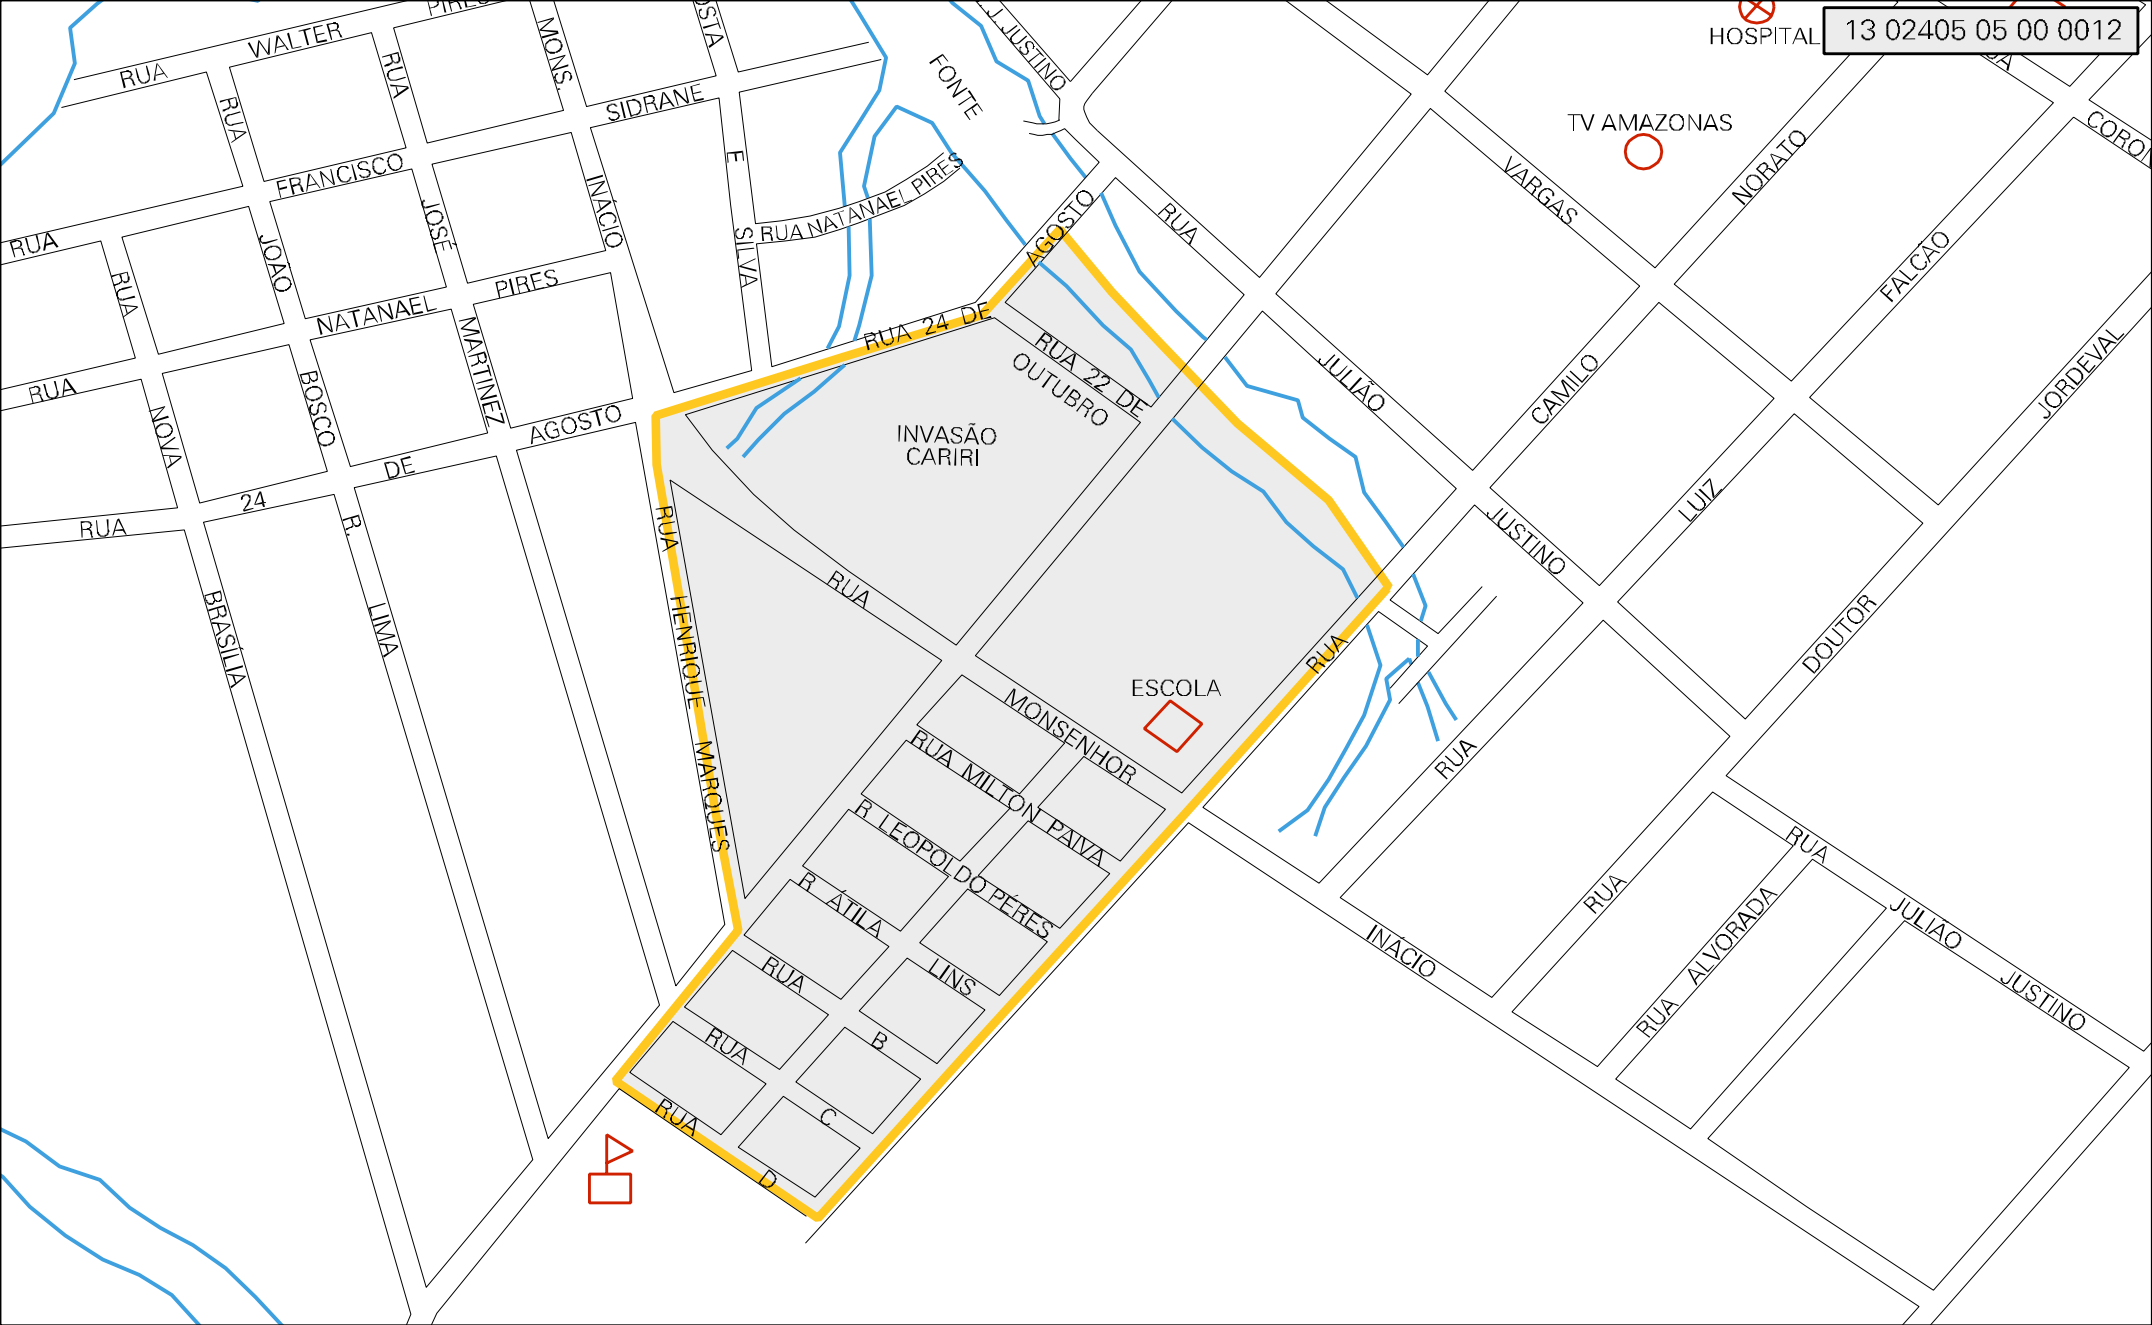 PIRES
WALTER
RUA
RUA
RUA
MONS.
OSTA
SIDRANE
FRANCISCO
E
INÁCIO
JOSÉ
RUA
JOÃO
RUA
SILVA
RUA NATANAEL PIRES
PIRES
NATANAEL
MARTINEZ
RUA
BOSCO
NOVA
AGOSTO
DE
24
RUA
R.
LIMA
BRASÍLIA
J. JUSTINO
FONTE
AGOSTO
RUA 24 DE
RUA 22 DE
OUTUBRO
INVASÃO
CARIRI
RUA
HENRIQUE
MARQUES
RUA
MONSENHOR
ESCOLA
RUA
RUA MILTON PAIVA
R LEOPOLDO PÉRES
R. ÁTILA
LINS
RUA
B
RUA
C
RUA
D
HOSPITAL
13 02405 05 00 0012
TV AMAZONAS
VARGAS
NORATO
CORON
RUA
JULIÃO
JUSTINO
CAMILO
FALCÃO
LUIZ
JORDEVAL
DOUTOR
RUA
RUA
RUA
ALVORADA
RUA
JULIÃO
JUSTINO
INÁCIO